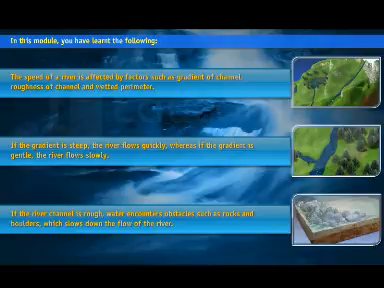 In this module, you have learnt the following:
The speed of a river is affected by factors such as gradient of channel,
roughness of channel and wetted perimeter.
If the gradient is steep, the river flows quickly, whereas if the gradient is
gentle, the river flows slowly.
If the river channel is rough, water encounters obstacles such as rocks and
boulders, which slows down the flow of the river.